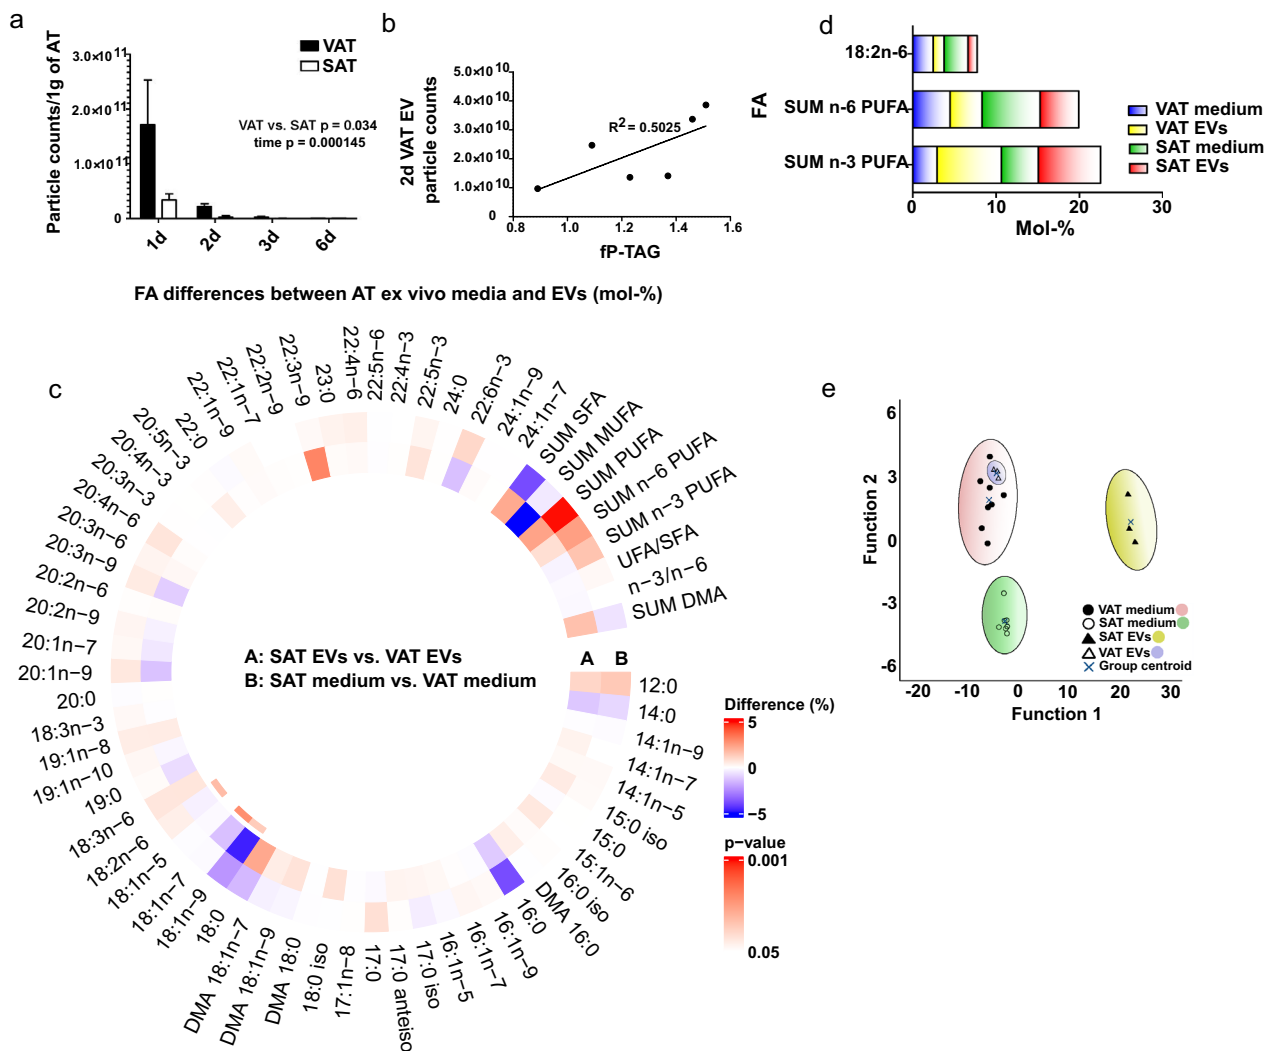 a
VAT
SAT
Particle counts/1g of AT
3.0×10 11
2.0×10 11
1.0×10 11
0
VAT vs. SAT p = 0.034
time p = 0.000145
1d
2d
3d
6d
b
2d VAT EV
particle counts
5.0×10 10
4.0×10 10
3.0×10 10
2.0×10 10
1.0×10 10
0
R2 = 0.5025
0.8
1.0
1.2
1.4
1.6
fP-TAG
d
FA
18:2n-6
SUM n-6 PUFA
SUM n-3 PUFA
0
10
20
30
Mol-%
VAT medium
VAT EVs
SAT medium
SAT EVs
FA differences between AT ex vivo media and EVs (mol-%)
c
A: SAT EVs vs. VAT EVs
B: SAT medium vs. VAT medium
A B
12:0
14:0
14:1n−9
14:1n−7
14:1n−5
15:0 iso
15:0
15:1n−6
16:0 iso
DMA 16:0
16:0
16:1n−9
16:1n−7
16:1n−5
17:0 iso
17:0 anteiso
17:0
17:1n−8
18:0 iso
DMA 18:0
DMA 18:1n−9
DMA 18:1n−7
18:0
18:1n−9
18:1n−7
18:1n−5
18:2n−6
18:3n−6
19:0
19:1n−10
19:1n−8
18:3n−3
20:0
20:1n−9
20:1n−7
20:2n−9
20:2n−6
20:3n−9
20:3n−6
20:4n−6
20:3n−3
20:4n−3
20:5n−3
22:0
22:1n−9
22:1n−7
22:2n−9
22:3n−9
23:0
22:4n−6
22:5n−6
22:4n−3
22:5n−3
24:0
22:6n−3
24:1n−9
24:1n−7
SUM SFA
SUM MUFA
SUM PUFA
SUM n−6 PUFA
SUM n−3 PUFA
UFA/SFA
n−3/n−6
SUM DMA
Difference (%)
5
0
−5
p−value
0.001
0.05
e
Function 2
6
3
0
-3
-6
VAT medium
SAT medium
SAT EVs
VAT EVs
Group centroid
-20
-10
0
10
20
30
Function 1